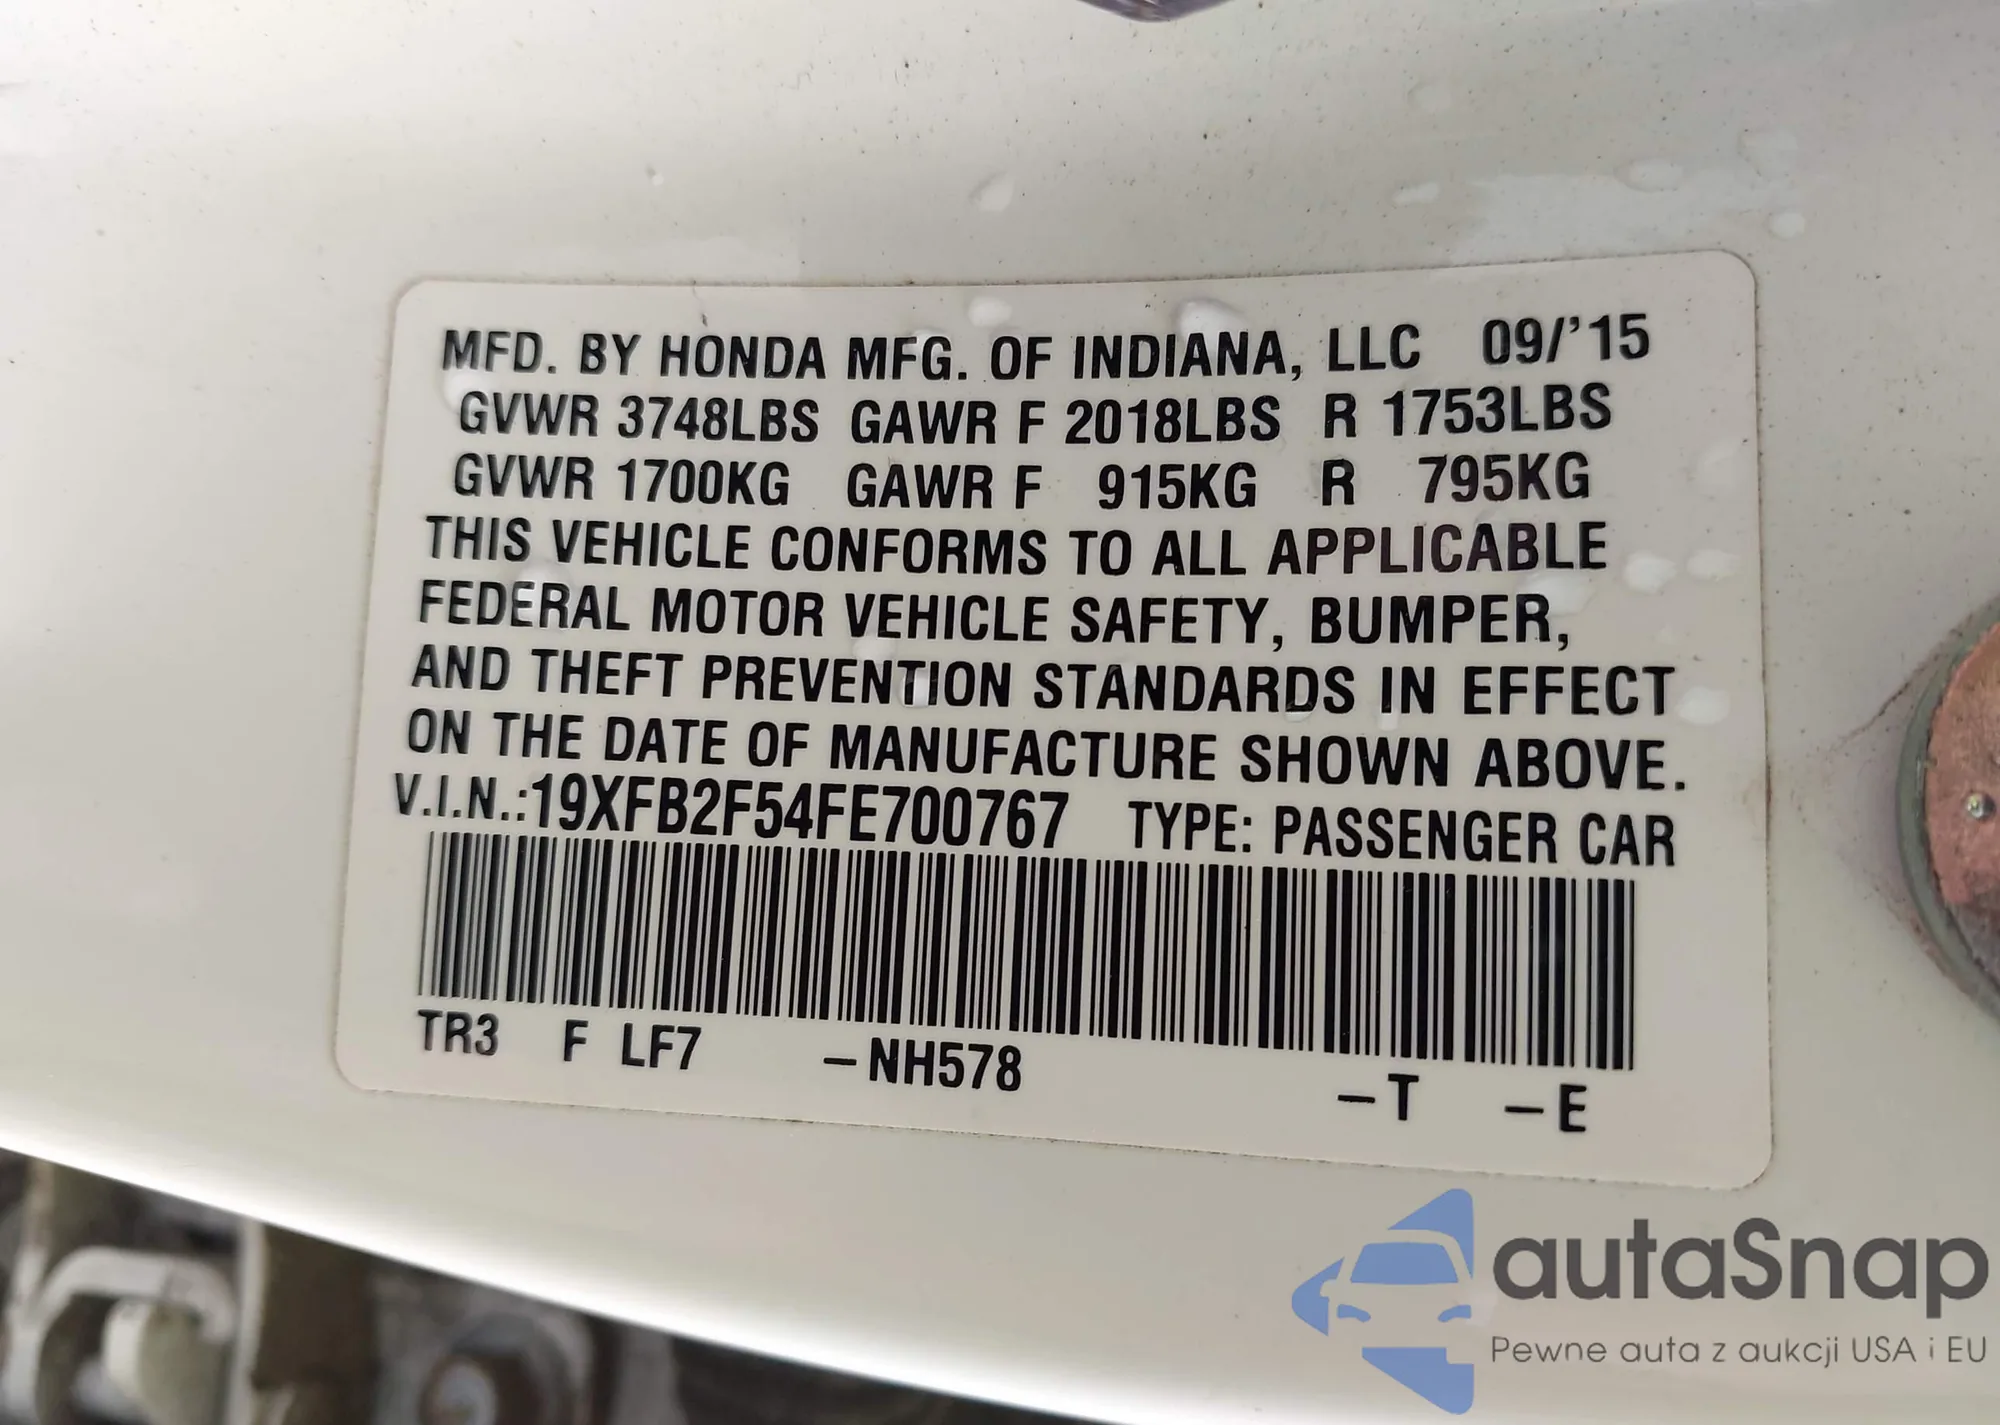 MFD. BY HONDA MFG. OF INDIANA, LLC 09/'15
GVWR 3748LBS GAWR F 2018LBS R 1753LBS
GVWR 1700KG GAWR F 915KG R 795KG
THIS VEHICLE CONFORMS TO ALL APPLICABLE
FEDERAL MOTOR VEHICLE SAFETY, BUMPER,
AND THEFT PREVENTION STANDARDS IN EFFECT
ON THE DATE OF MANUFACTURE SHOWN ABOVE.
V.I.N.:19XFB2F54FE700767 TYPE: PASSENGER CAR
TR3 F LF7 –NH578 –T –E
autaSnap
Pewne auta z aukcji USA i EU